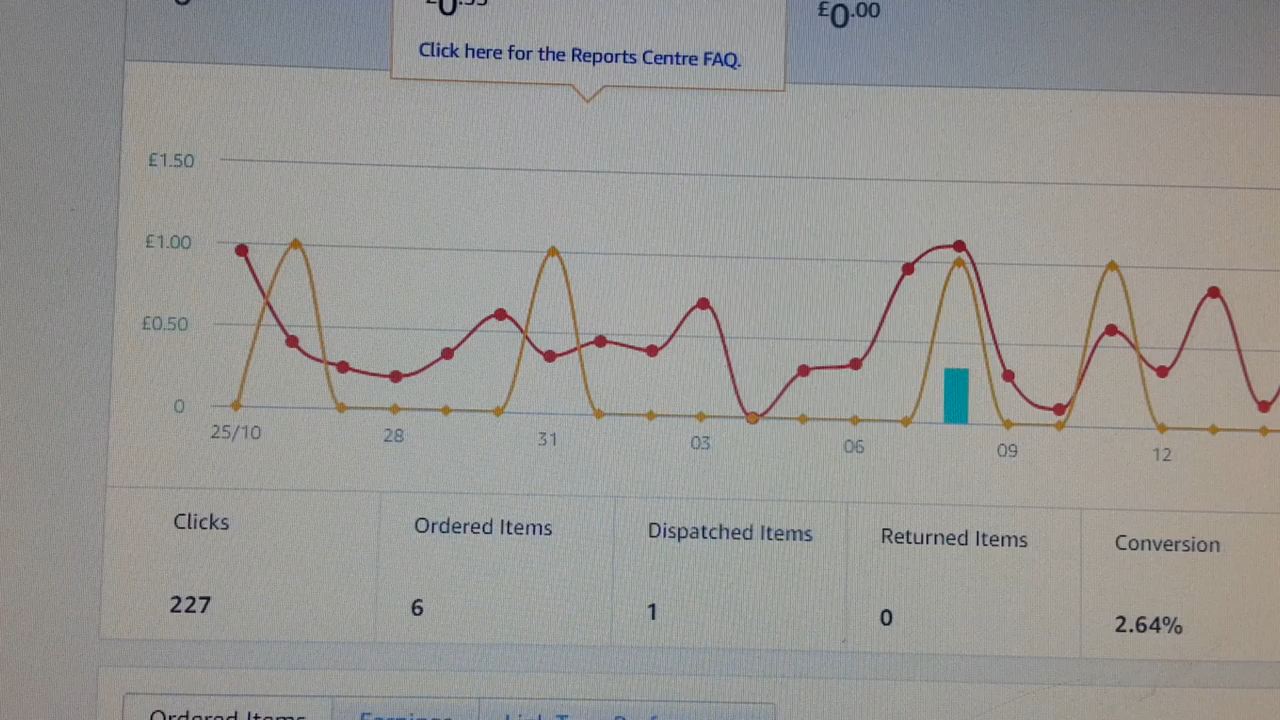 £0.00
Click here for the Reports Centre FAQ.
£1.50
£1.00
£0.50
0
25/10
28
31
03
06
09
12
Clicks
Ordered Items
Dispatched Items
Returned Items
Conversion
227
6
1
0
2.64%
Ordered Items